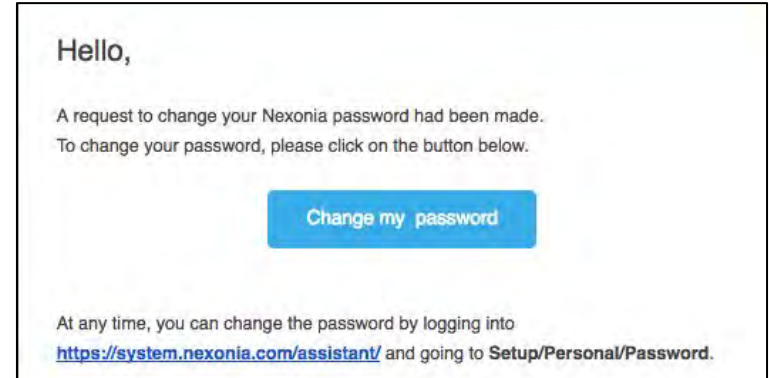 Hello,
A request to change your Nexonia password had been made.
To change your password, please click on the button below.
Change my password
At any time, you can change the password by logging into
https://system.nexonia.com/assistant/ and going to Setup/Personal/Password.